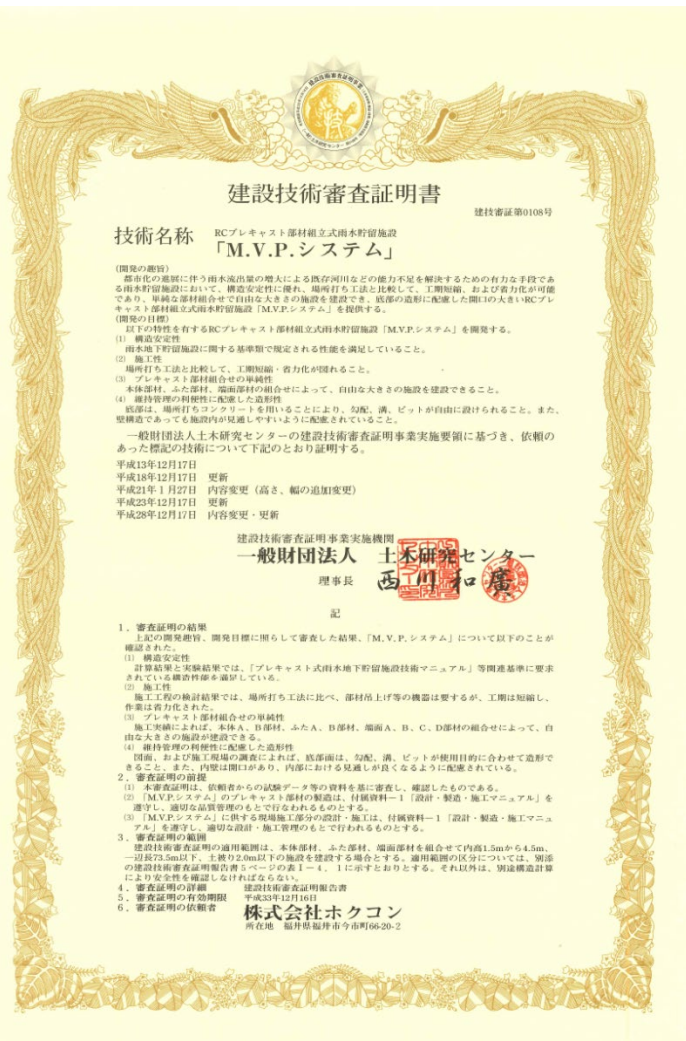 建設技術審査証明書
建技審証第0108号
技術名称
RCプレキャスト部材組立式雨水貯留施設
「M.V.P.システム」
(開発の趣旨)
都市化の進展に伴う雨水流出量の増大による既存河川などの能力不足を解決するための有力な手段であ
る雨水貯留施設において、構造安定性に優れ、場所打ち工法と比較して、工期短縮、および省力化が可能
であり、単純な部材組合せで自由な大きさの施設を建設でき、底部の造形に配慮した開口の大きいRCプレ
キャスト部材組立式雨水貯留施設「M.V.P.システム」を提供する。
(開発の目標)
以下の特性を有するRCプレキャスト部材組立式雨水貯留施設「M.V.P.システム」を開発する。
(1) 構造安定性
雨水地下貯留施設に関する基準類で規定される性能を満足していること。
(2) 施工性
場所打ち工法と比較して、工期短縮・省力化が図れること。
(3) プレキャスト部材組合せの単純性
本体部材、ふた部材、端面部材の組合せによって、自由な大きさの施設を建設できること。
(4) 維持管理の利便性に配慮した造形性
底部は、場所打ちコンクリートを用いることにより、勾配、溝、ピットが自由に設けられること。また、
壁構造であっても施設内が見通しやすいように配慮されていること。
一般財団法人土木研究センターの建設技術審査証明事業実施要領に基づき、依頼の
あった標記の技術について下記のとおり証明する。
平成13年12月17日
平成18年12月17日 更新
平成21年1月27日 内容変更（高さ、幅の追加変更）
平成23年12月17日 更新
平成28年12月17日 内容変更・更新
建設技術審査証明事業実施機関
一般財団法人 土木研究センター
理事長 西川和廣
記
1．審査証明の結果
上記の開発趣旨、開発目標に照らして審査した結果、「M.V.P.システム」について以下のことが
確認された。
(1) 構造安定性
計算結果と実験結果では、「プレキャスト式雨水地下貯留施設技術マニュアル」等関連基準に要求
されている構造性能を満足している。
(2) 施工性
施工工程の検討結果では、場所打ち工法に比べ、部材吊上げ等の機器は要するが、工期は短縮し、
作業は省力化された。
(3) プレキャスト部材組合せの単純性
施工実績によれば、本体A、B部材、ふたA、B部材、端面A、B、C、D部材の組合せによって、自
由な大きさの施設が建設できる。
(4) 維持管理の利便性に配慮した造形性
図面、および施工現場の調査によれば、底部面は、勾配、溝、ピットが使用目的に合わせて造形で
きること、また、内壁は開口があり、内部における見通しが良くなるように配慮されている。
2．審査証明の前提
(1) 本審査証明は、依頼者からの試験データ等の資料を基に審査し、確認したものである。
(2) 「M.V.P.システム」のプレキャスト部材の製造は、付属資料－1「設計・製造・施工マニュアル」を
遵守し、適切な品質管理のもとで行なわれるものとする。
(3) 「M.V.P.システム」に供する現場施工部分の設計・施工は、付属資料－1「設計・製造・施工マニュ
アル」を遵守し、適切な設計・施工管理のもとで行われるものとする。
3．審査証明の範囲
建設技術審査証明の適用範囲は、本体部材、ふた部材、端面部材を組合せて内高1.5mから4.5m、
一辺長73.5m以下、土被り2.0m以下の施設を建設する場合とする。適用範囲の区分については、別添
の建設技術審査証明報告書5ページの表Ⅰ－4．1に示すとおりとする。それ以外は、別途構造計算
により安全性を確認しなければならない。
4．審査証明の詳細 建設技術審査証明報告書
5．審査証明の有効期限 平成33年12月16日
6．審査証明の依頼者 株式会社ホクコン
所在地 福井県福井市今市町66-20-2